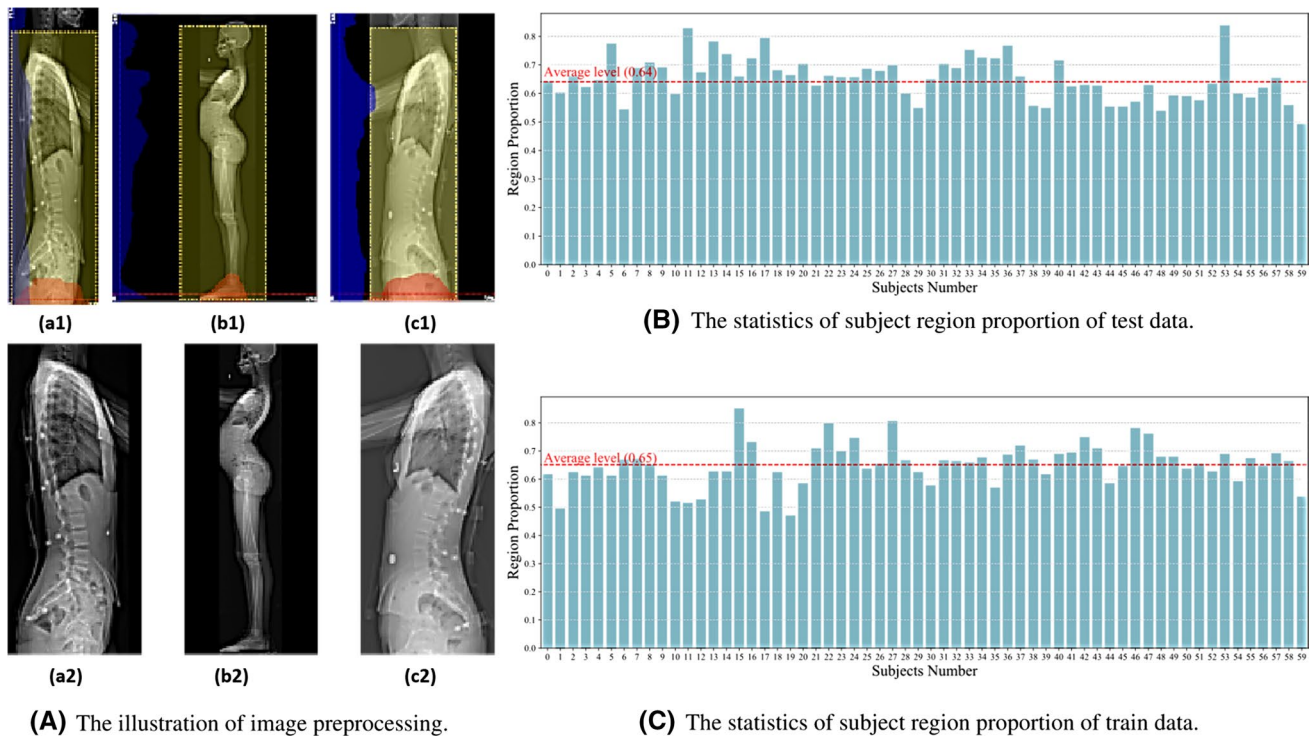 (a1) (b1) (c1)
(a2) (b2) (c2)
(A) The illustration of image preprocessing.
Region Proportion
0.8
0.7
0.6
0.5
0.4
0.3
0.2
0.1
0.0
Average level (0.64)
0 1 2 3 4 5 6 7 8 9 10 11 12 13 14 15 16 17 18 19 20 21 22 23 24 25 26 27 28 29 30 31 32 33 34 35 36 37 38 39 40 41 42 43 44 45 46 47 48 49 50 51 52 53 54 55 56 57 58 59
Subjects Number
(B) The statistics of subject region proportion of test data.
Region Proportion
0.8
0.7
0.6
0.5
0.4
0.3
0.2
0.1
0.0
Average level (0.65)
0 1 2 3 4 5 6 7 8 9 10 11 12 13 14 15 16 17 18 19 20 21 22 23 24 25 26 27 28 29 30 31 32 33 34 35 36 37 38 39 40 41 42 43 44 45 46 47 48 49 50 51 52 53 54 55 56 57 58 59
Subjects Number
(C) The statistics of subject region proportion of train data.